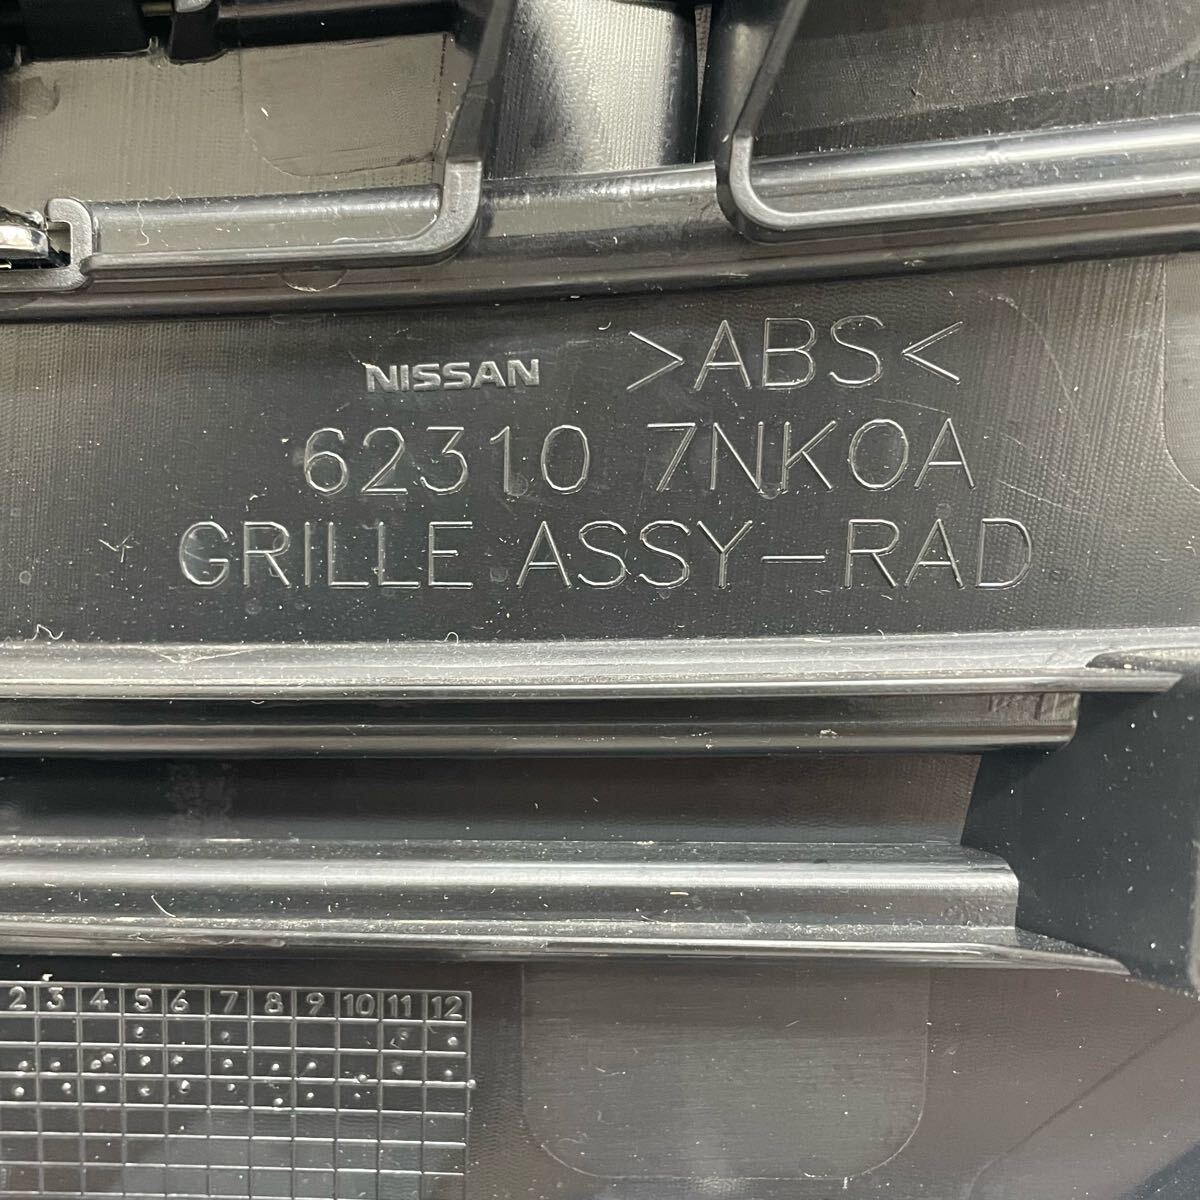 NISSAN >ABS<
62310 7NK0A
GRILLE ASSY-RAD
2 3 4 5 6 7 8 9 10 11 12